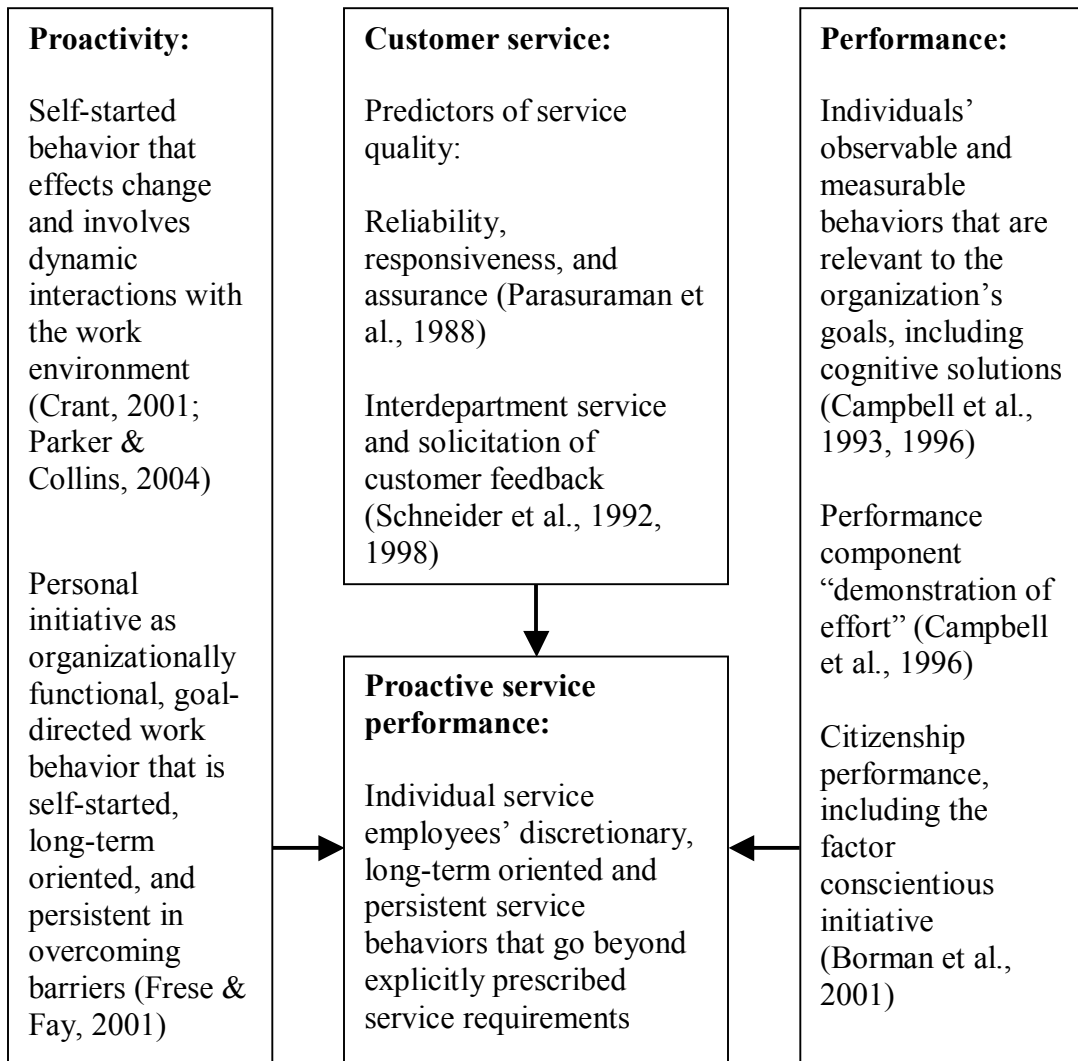 Proactivity:
Self-started
behavior that
effects change
and involves
dynamic
interactions with
the work
environment
(Crant, 2001;
Parker &
Collins, 2004)
Personal
initiative as
organizationally
functional, goal-
directed work
behavior that is
self-started,
long-term
oriented, and
persistent in
overcoming
barriers (Frese &
Fay, 2001)
Customer service:
Predictors of service
quality:
Reliability,
responsiveness, and
assurance (Parasuraman et
al., 1988)
Interdepartment service
and solicitation of
customer feedback
(Schneider et al., 1992,
1998)
Proactive service
performance:
Individual service
employees’ discretionary,
long-term oriented and
persistent service
behaviors that go beyond
explicitly prescribed
service requirements
Performance:
Individuals’
observable and
measurable
behaviors that are
relevant to the
organization’s
goals, including
cognitive solutions
(Campbell et al.,
1993, 1996)
Performance
component
“demonstration of
effort” (Campbell
et al., 1996)
Citizenship
performance,
including the
factor
conscientious
initiative
(Borman et al.,
2001)